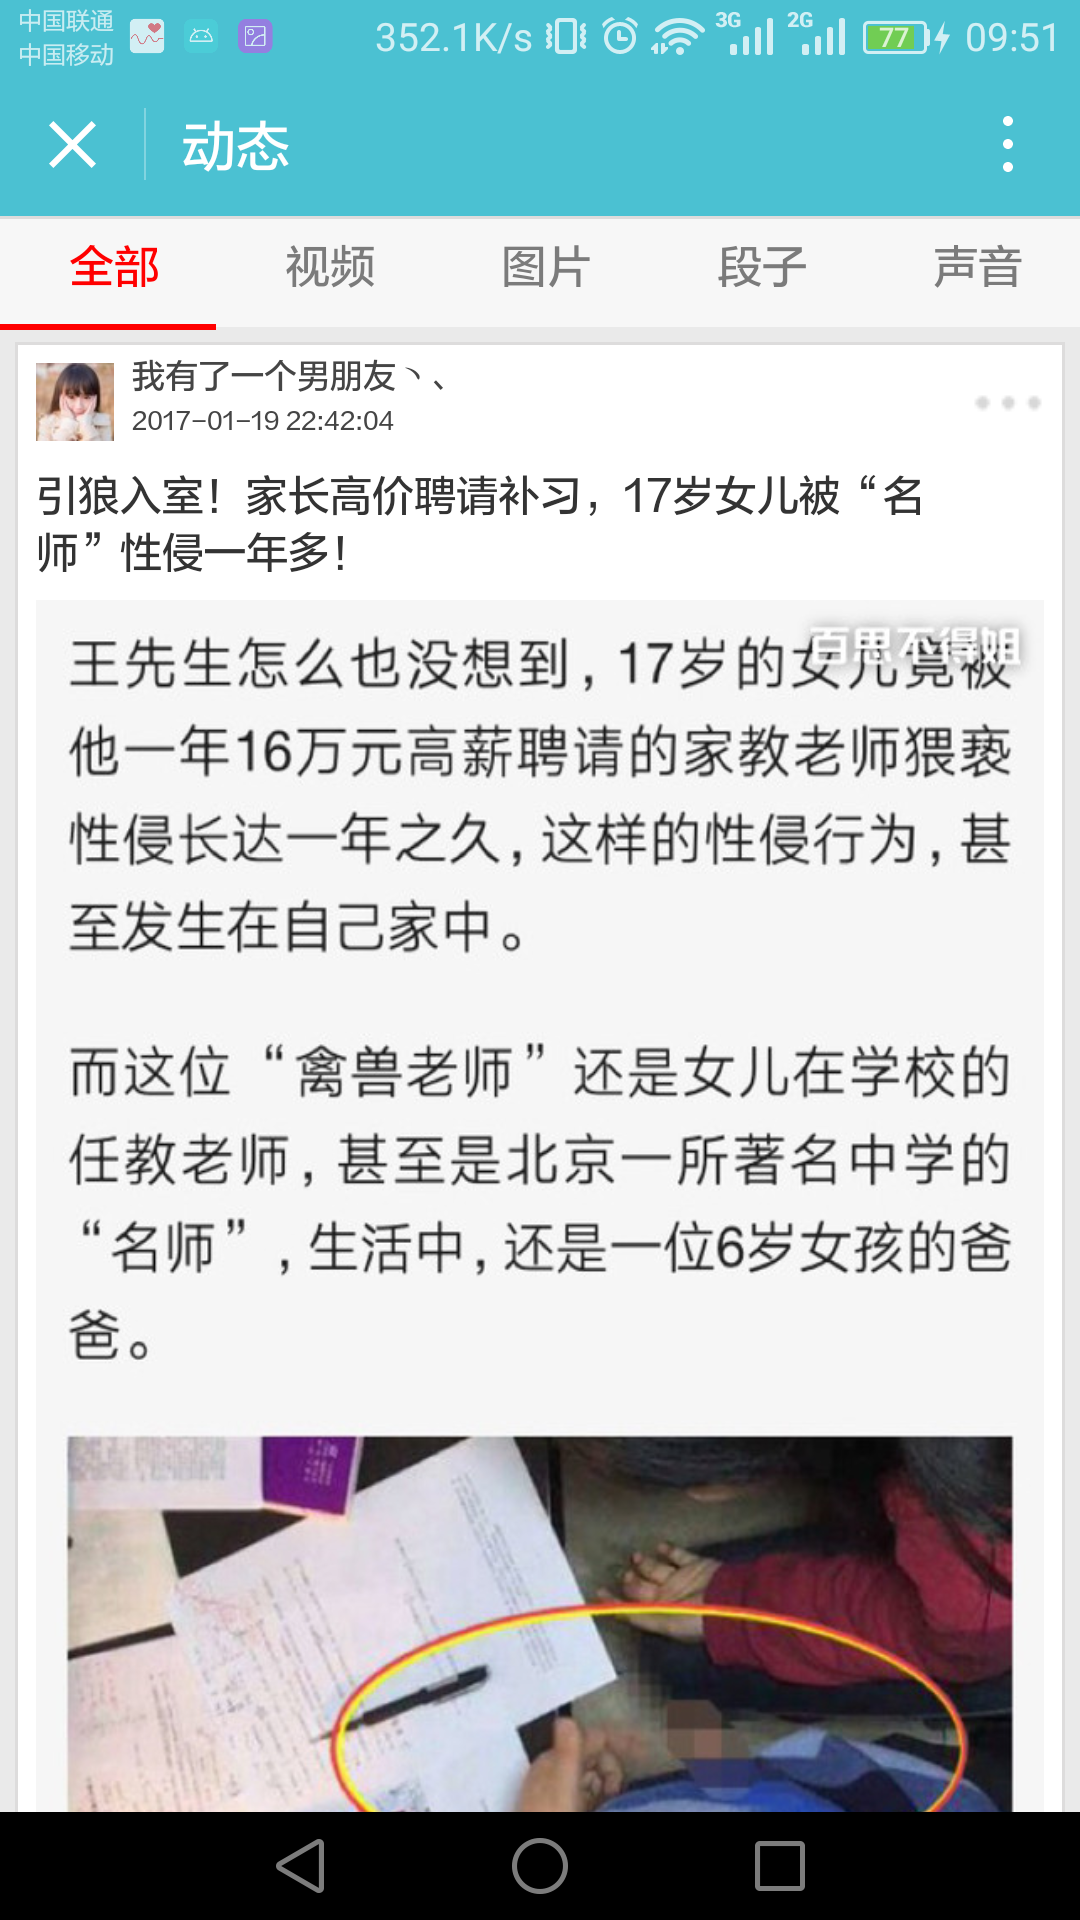 中国联通
中国移动
352.1K/s
3G
2G
77
09:51
动态
全部
视频
图片
段子
声音
我有了一个男朋友丶、
2017-01-19 22:42:04
引狼入室！家长高价聘请补习，17岁女儿被“名
师”性侵一年多！
百思不得姐
王先生怎么也没想到，17岁的女儿竟被
他一年16万元高薪聘请的家教老师猥亵
性侵长达一年之久，这样的性侵行为，甚
至发生在自己家中。
而这位“禽兽老师”还是女儿在学校的
任教老师，甚至是北京一所著名中学的
“名师”，生活中，还是一位6岁女孩的爸
爸。